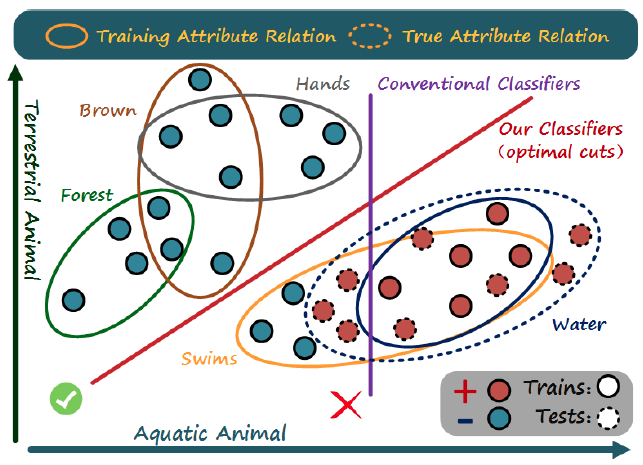 Training Attribute Relation
True Attribute Relation
Terrestrial Animal
Brown
Hands
Conventional Classifiers
Our Classifiers
(optimal cuts)
Forest
Swims
Water
+
Trains:
-
Tests:
Aquatic Animal